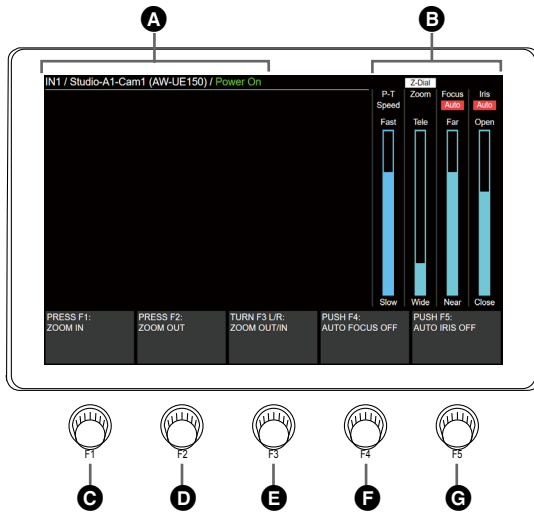 A
B
IN1 / Studio-A1-Cam1 (AW-UE150) / Power On
Z-Dial
P-T Speed
Zoom
Focus
Iris
Auto
Auto
Fast
Tele
Far
Open
Slow
Wide
Near
Close
PRESS F1:
ZOOM IN
PRESS F2:
ZOOM OUT
TURN F3 L/R:
ZOOM OUT/IN
PUSH F4:
AUTO FOCUS OFF
PUSH F5:
AUTO IRIS OFF
F1
F2
F3
F4
F5
C
D
E
F
G